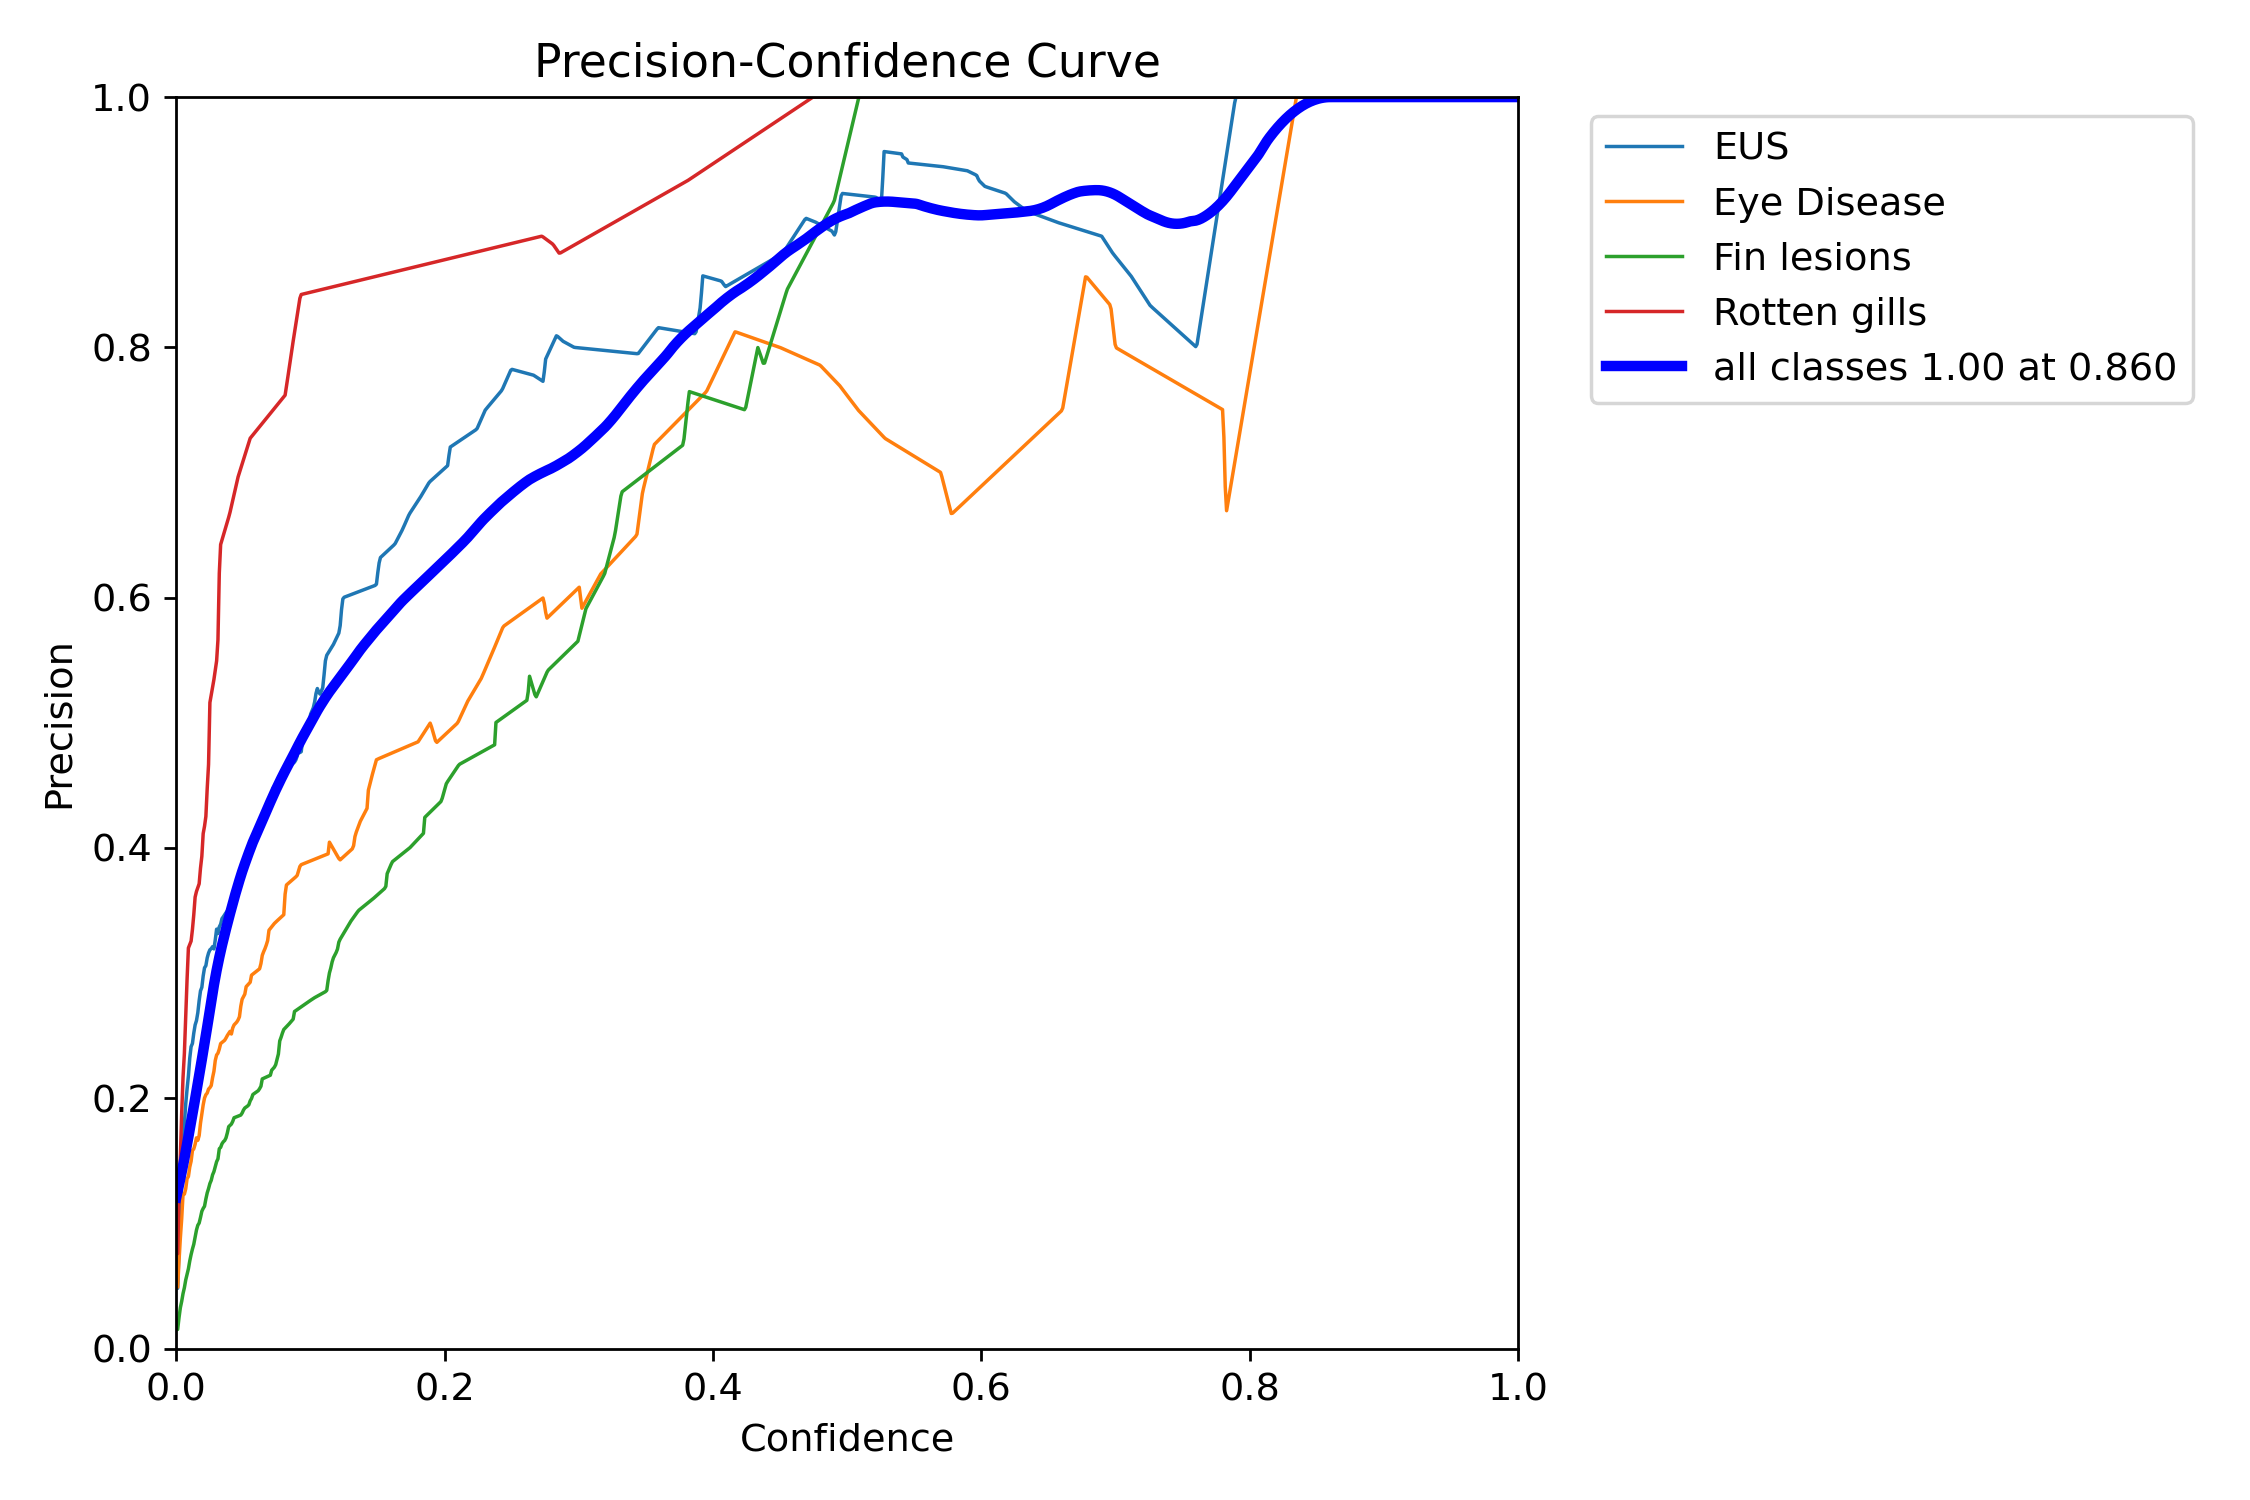 Precision-Confidence Curve
1.0
0.8
0.6
0.4
0.2
0.0
Precision
0.0 0.2 0.4 0.6 0.8 1.0
Confidence
EUS
Eye Disease
Fin lesions
Rotten gills
all classes 1.00 at 0.860